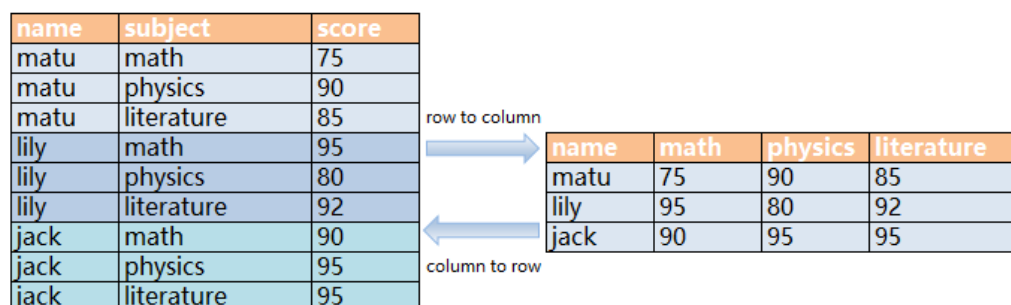 name subject score
matu math 75
matu physics 90
matu literature 85
lily math 95
lily physics 80
lily literature 92
jack math 90
jack physics 95
jack literature 95
row to column
column to row
name math physics literature
matu 75 90 85
lily 95 80 92
jack 90 95 95